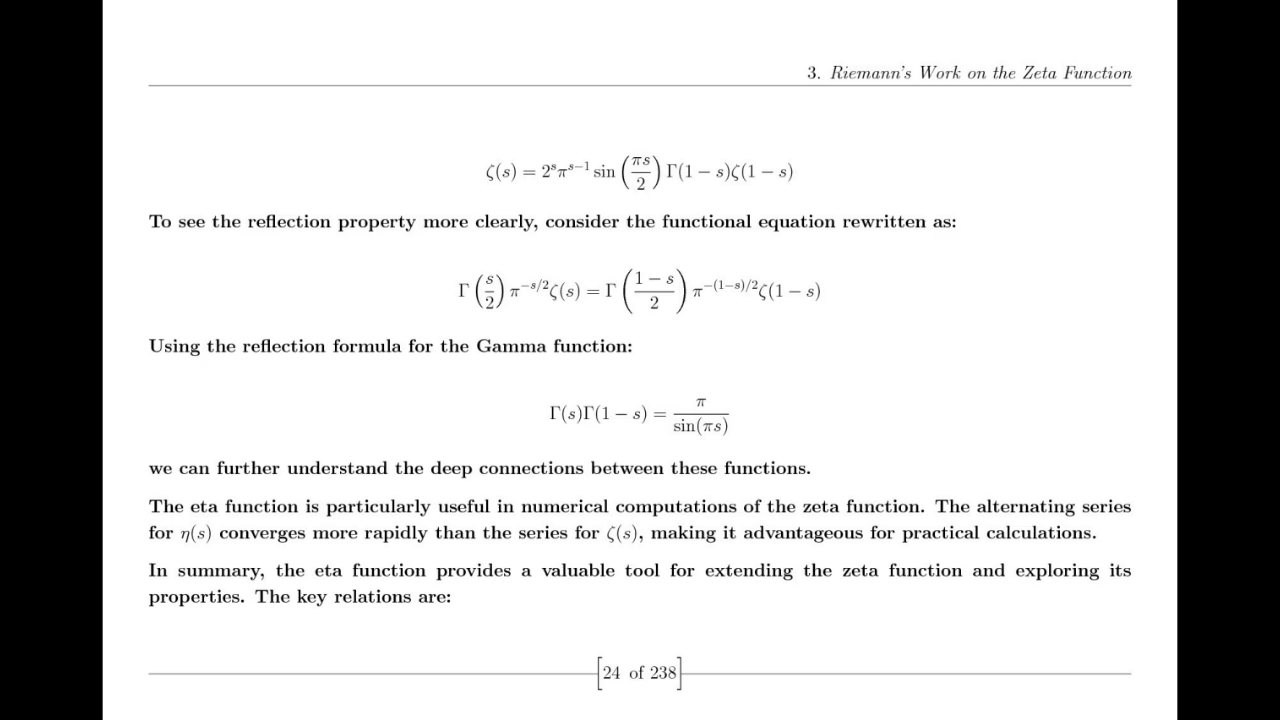 3. Riemann's Work on the Zeta Function
ζ(s) = 2^s π^{s−1} sin(πs/2) Γ(1 − s)ζ(1 − s)
To see the reflection property more clearly, consider the functional equation rewritten as:
Γ(s/2) π^{−s/2}ζ(s) = Γ((1 − s)/2) π^{−(1−s)/2}ζ(1 − s)
Using the reflection formula for the Gamma function:
Γ(s)Γ(1 − s) = π/sin(πs)
we can further understand the deep connections between these functions.
The eta function is particularly useful in numerical computations of the zeta function. The alternating series
for η(s) converges more rapidly than the series for ζ(s), making it advantageous for practical calculations.
In summary, the eta function provides a valuable tool for extending the zeta function and exploring its
properties. The key relations are:
[24 of 238]